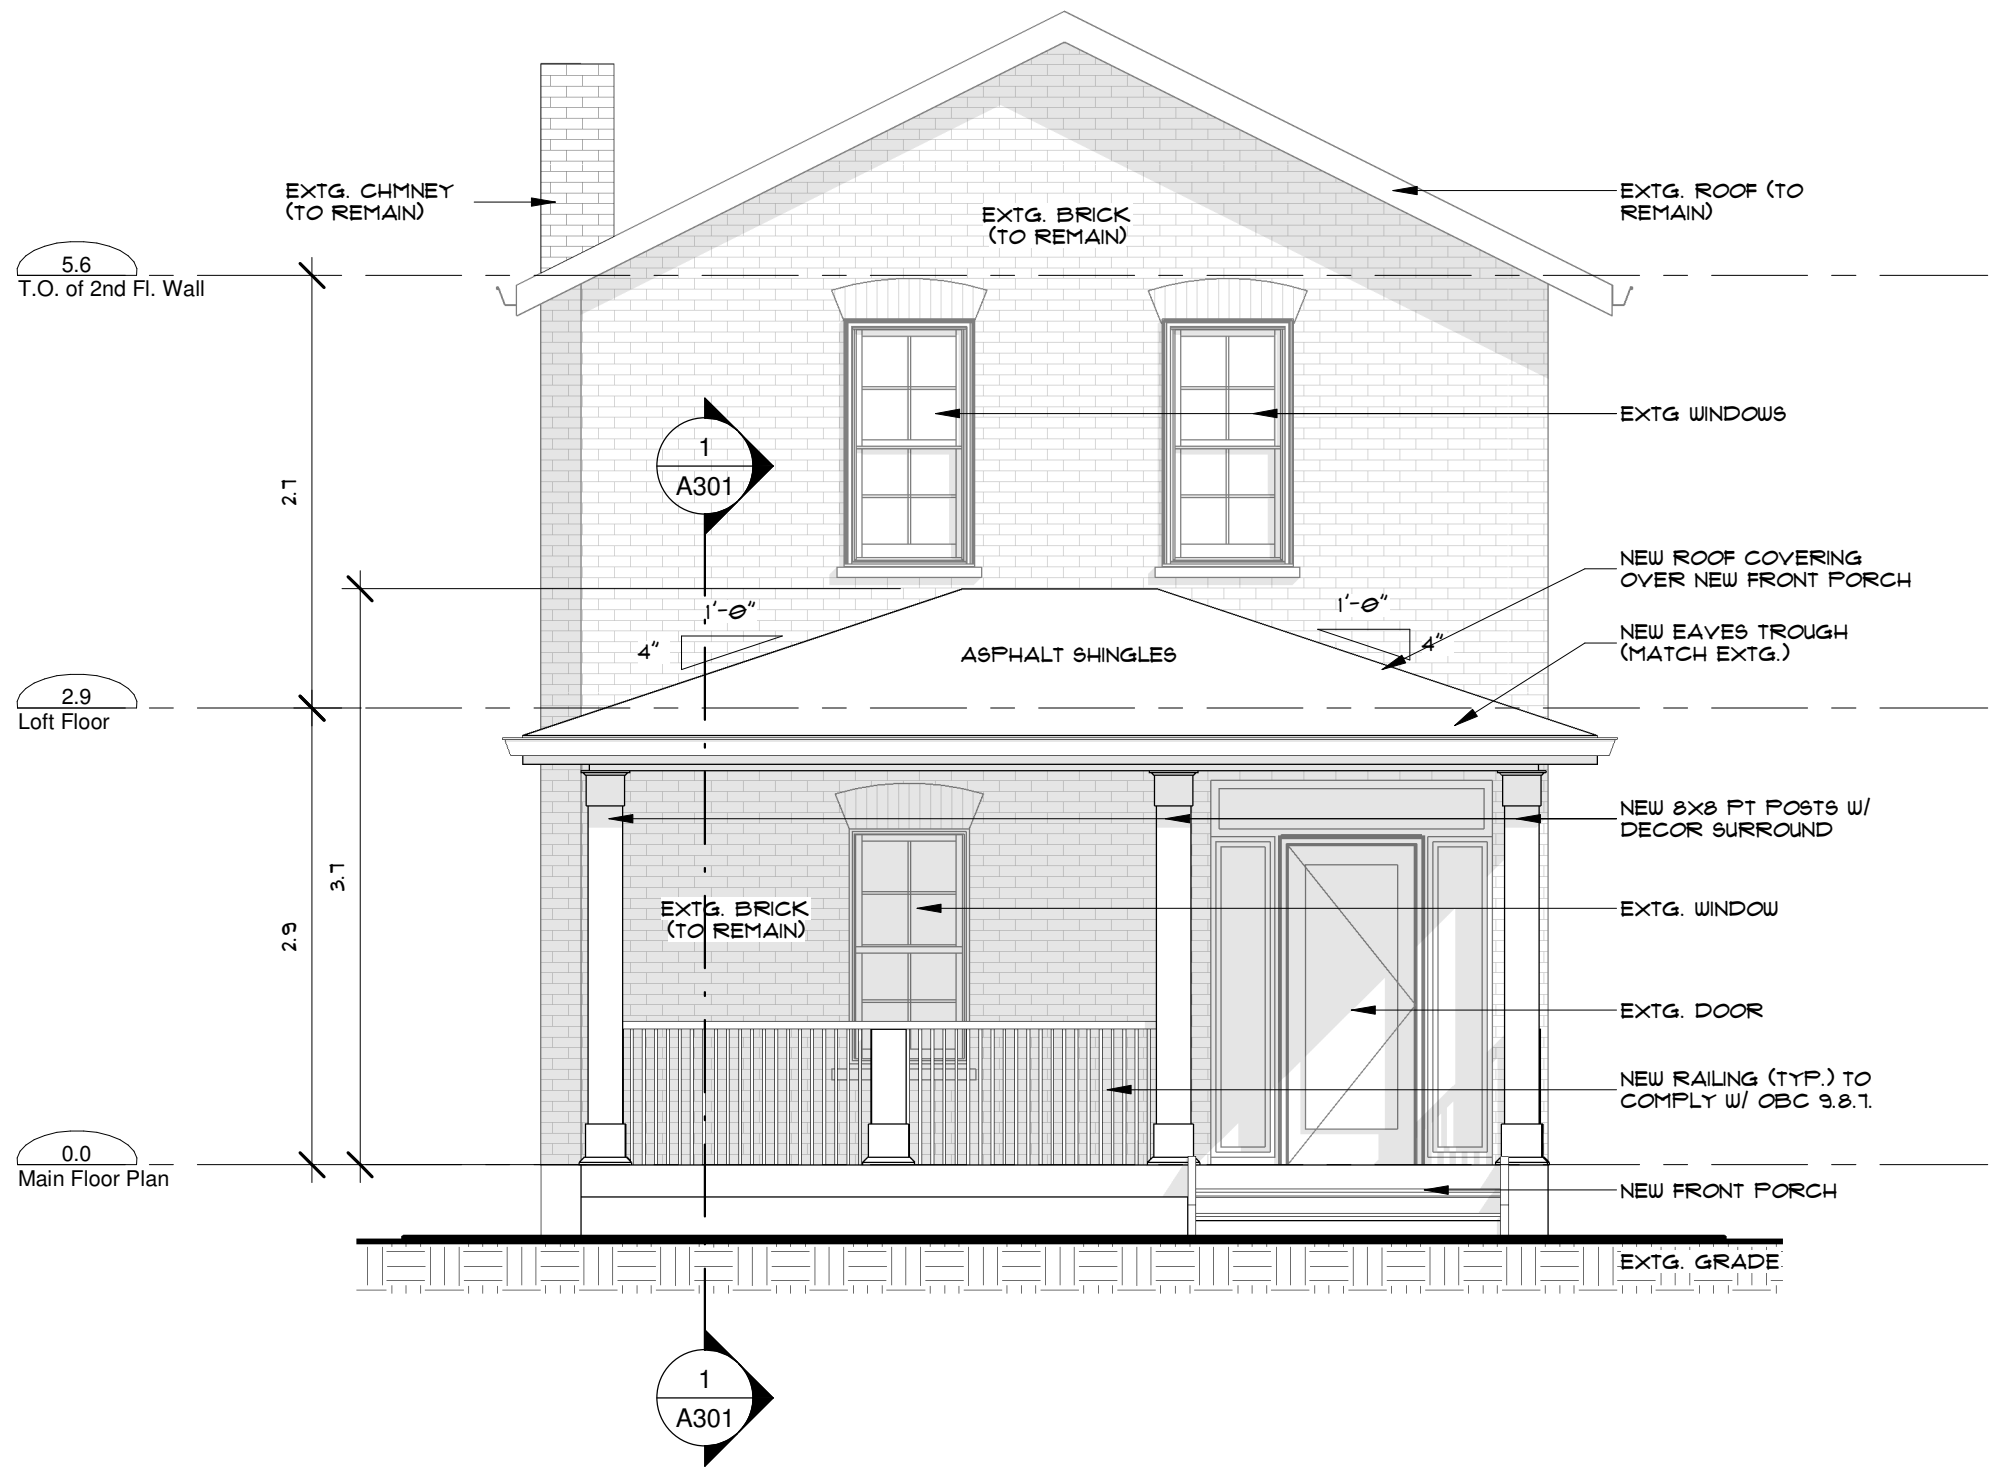 EXTG. CHMNEY
(TO REMAIN)
EXTG. BRICK
(TO REMAIN)
EXTG. ROOF (TO
REMAIN)
5.6
T.O. of 2nd Fl. Wall
EXTG WINDOWS
1
A301
2.7
NEW ROOF COVERING
OVER NEW FRONT PORCH
1'-0"
4"
1'-0"
4"
ASPHALT SHINGLES
NEW EAVES TROUGH
(MATCH EXTG.)
2.9
Loft Floor
NEW 8X8 PT POSTS W/
DECOR SURROUND
3.7
2.9
EXTG. BRICK
(TO REMAIN)
EXTG. WINDOW
EXTG. DOOR
NEW RAILING (TYP.) TO
COMPLY W/ OBC 9.8.7.
0.0
Main Floor Plan
NEW FRONT PORCH
EXTG. GRADE
1
A301